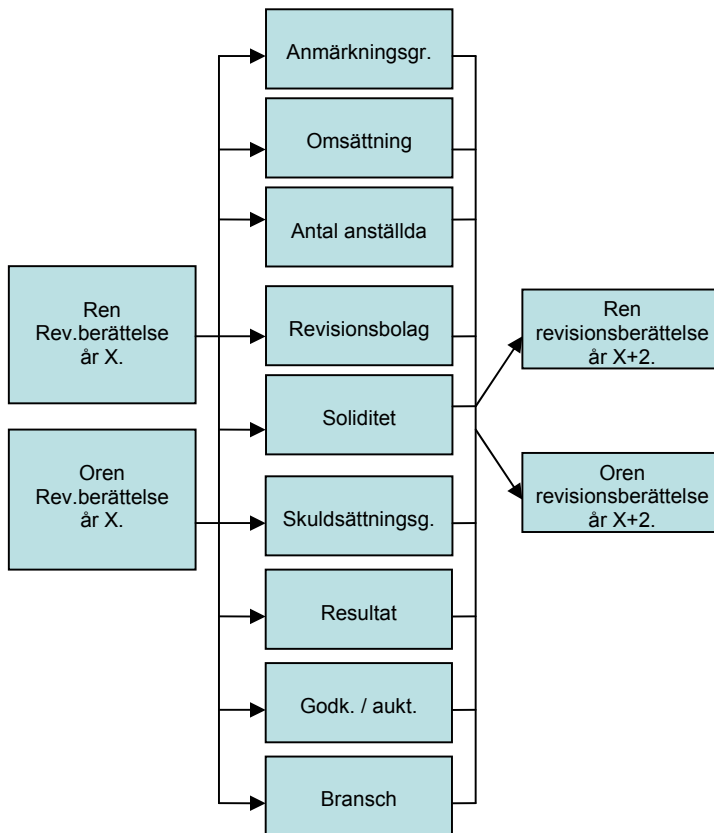 Anmärkningsgr.
Omsättning
Antal anställda
Ren
Rev.berättelse
år X.
Revisionsbolag
Ren
revisionsberättelse
år X+2.
Soliditet
Oren
Rev.berättelse
år X.
Oren
revisionsberättelse
år X+2.
Skuldsättningsg.
Resultat
Godk. / aukt.
Bransch